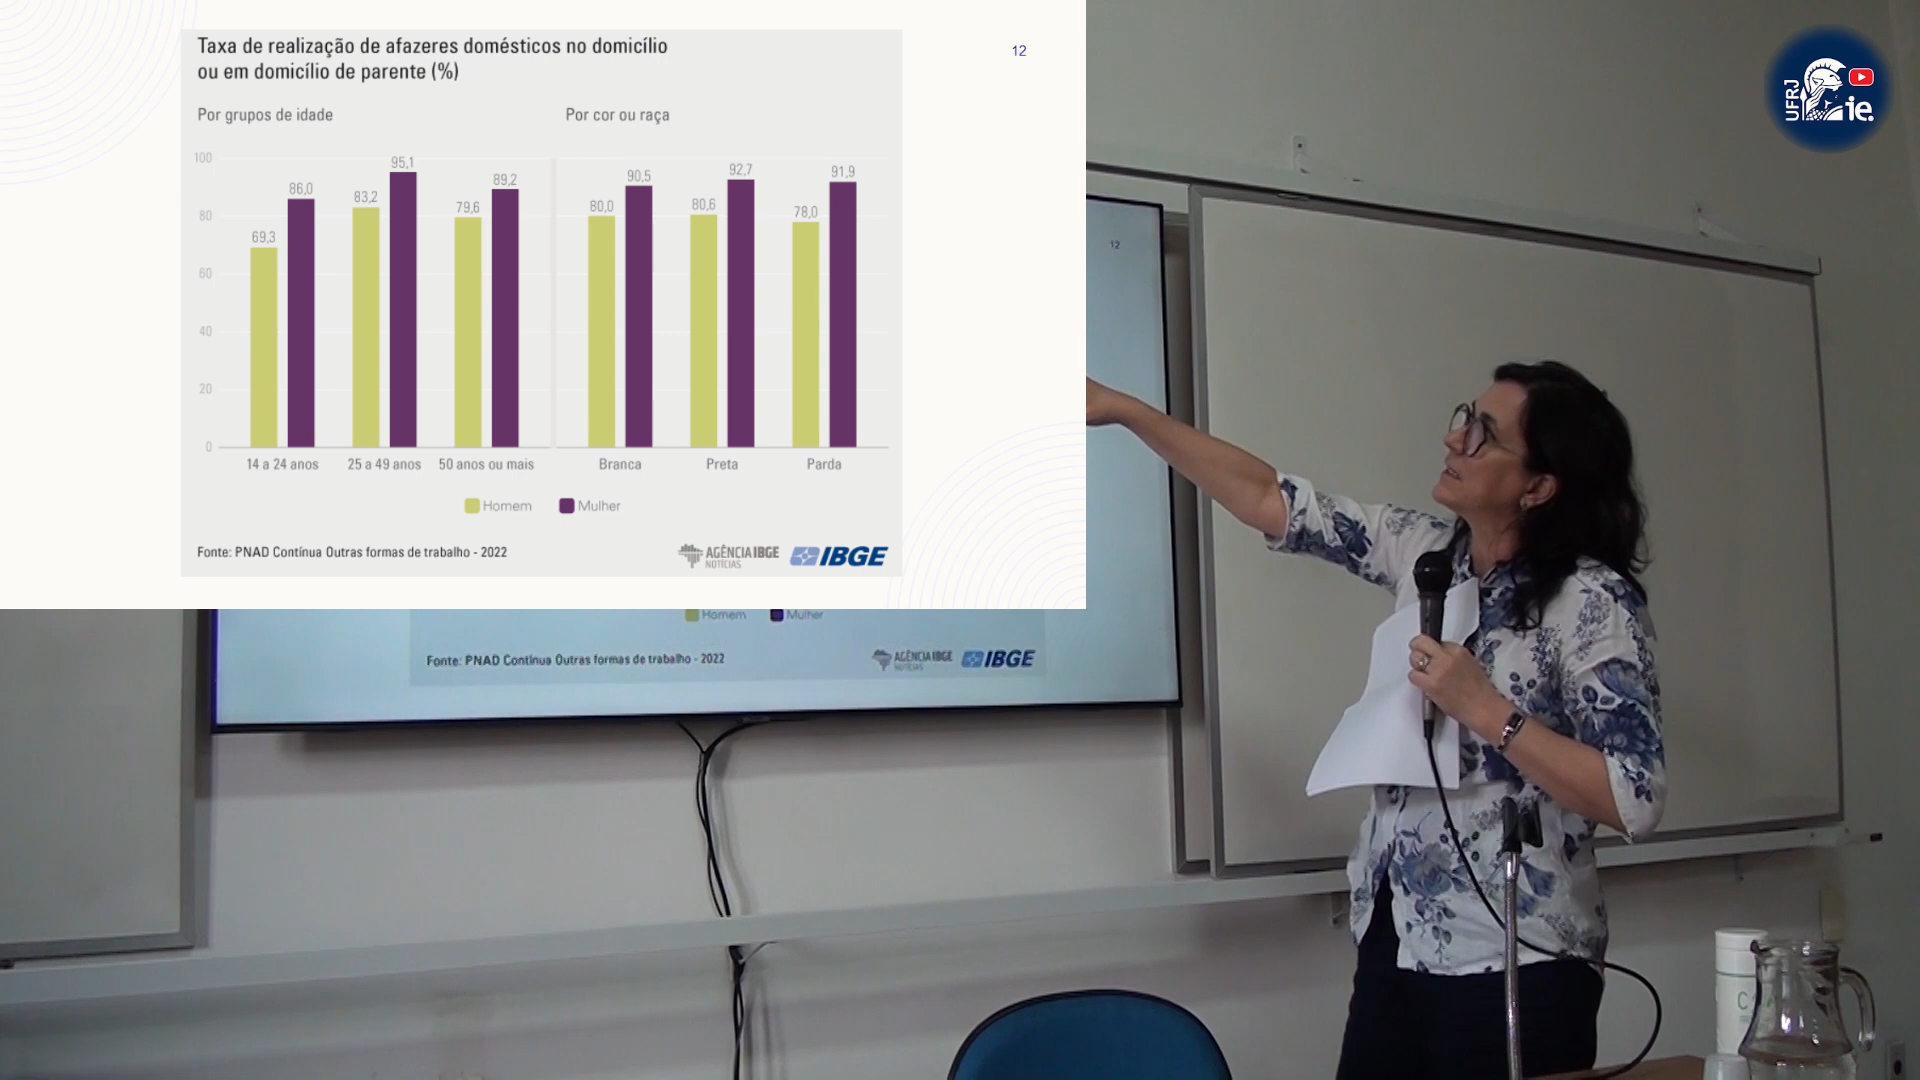 Taxa de realização de afazeres domésticos no domicílio
ou em domicílio de parente (%)
12
Por grupos de idade
Por cor ou raça
100
80
60
40
20
0
69,3
86,0
83,2
95,1
79,6
89,2
80,0
90,5
80,6
92,7
78,0
91,9
14 a 24 anos
25 a 49 anos
50 anos ou mais
Branca
Preta
Parda
Homem
Mulher
Fonte: PNAD Contínua Outras formas de trabalho - 2022
AGÊNCIA IBGE
NOTÍCIAS
IBGE
UFRJ
ie.
12
Homem
Mulher
Fonte: PNAD Contínua Outras formas de trabalho - 2022
AGÊNCIA IBGE
NOTÍCIAS
IBGE